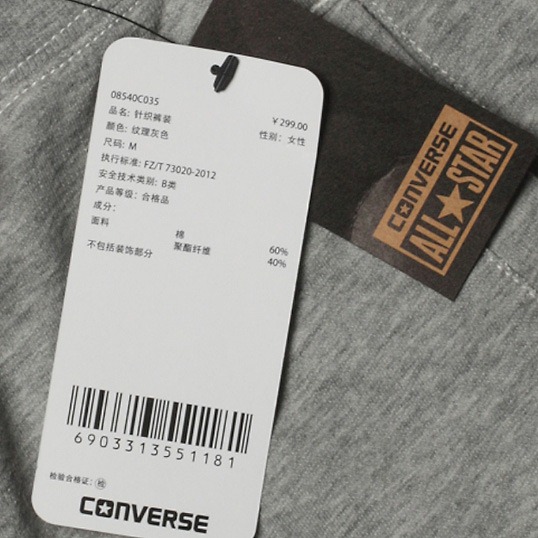 08540C035
¥299.00
品名: 针织裤装
性别: 女性
颜色: 纹理灰色
尺码: M
执行标准: FZ/T 73020-2012
安全技术类别: B类
产品等级: 合格品
成分:
面料
棉 60%
聚酯纤维 40%
不包括装饰部分
6903313551181
检验合格证: 检
CONVERSE
CONVERSE
ALL STAR